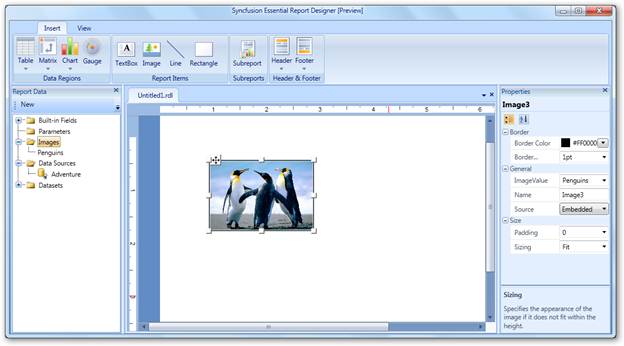 Syncfusion Essential Report Designer [Preview]
Insert View
Table Matrix Chart Gauge TextBox Image Line Rectangle Subreport Header Footer
Data Regions Report Items Subreports Header & Footer
Report Data
New
Built-in Fields
Parameters
Images
Penguins
Data Sources
Adventure
Datasets
Untitled1.rdl
1 2 3 4 5 6
1
2
3
Properties
Image3
Border
Border Color #FF0000
Border... 1pt
General
ImageValue Penguins
Name Image3
Source Embedded
Size
Padding 0
Sizing Fit
Sizing
Specifies the appearance of the
image if it does not fit within the
height.